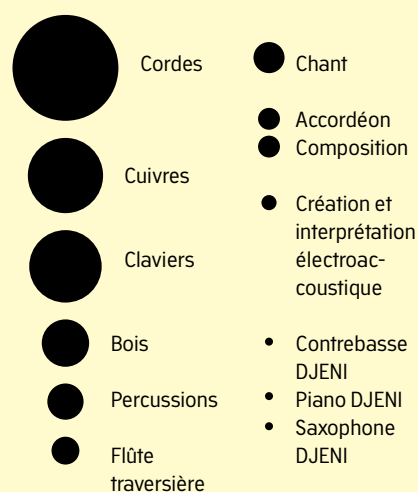 Cordes
Cuivres
Claviers
Bois
Percussions
Flûte
traversière
Chant
Accordéon
Composition
Création et
interprétation
électroac-
coustique
Contrebasse
DJENI
Piano DJENI
Saxophone
DJENI